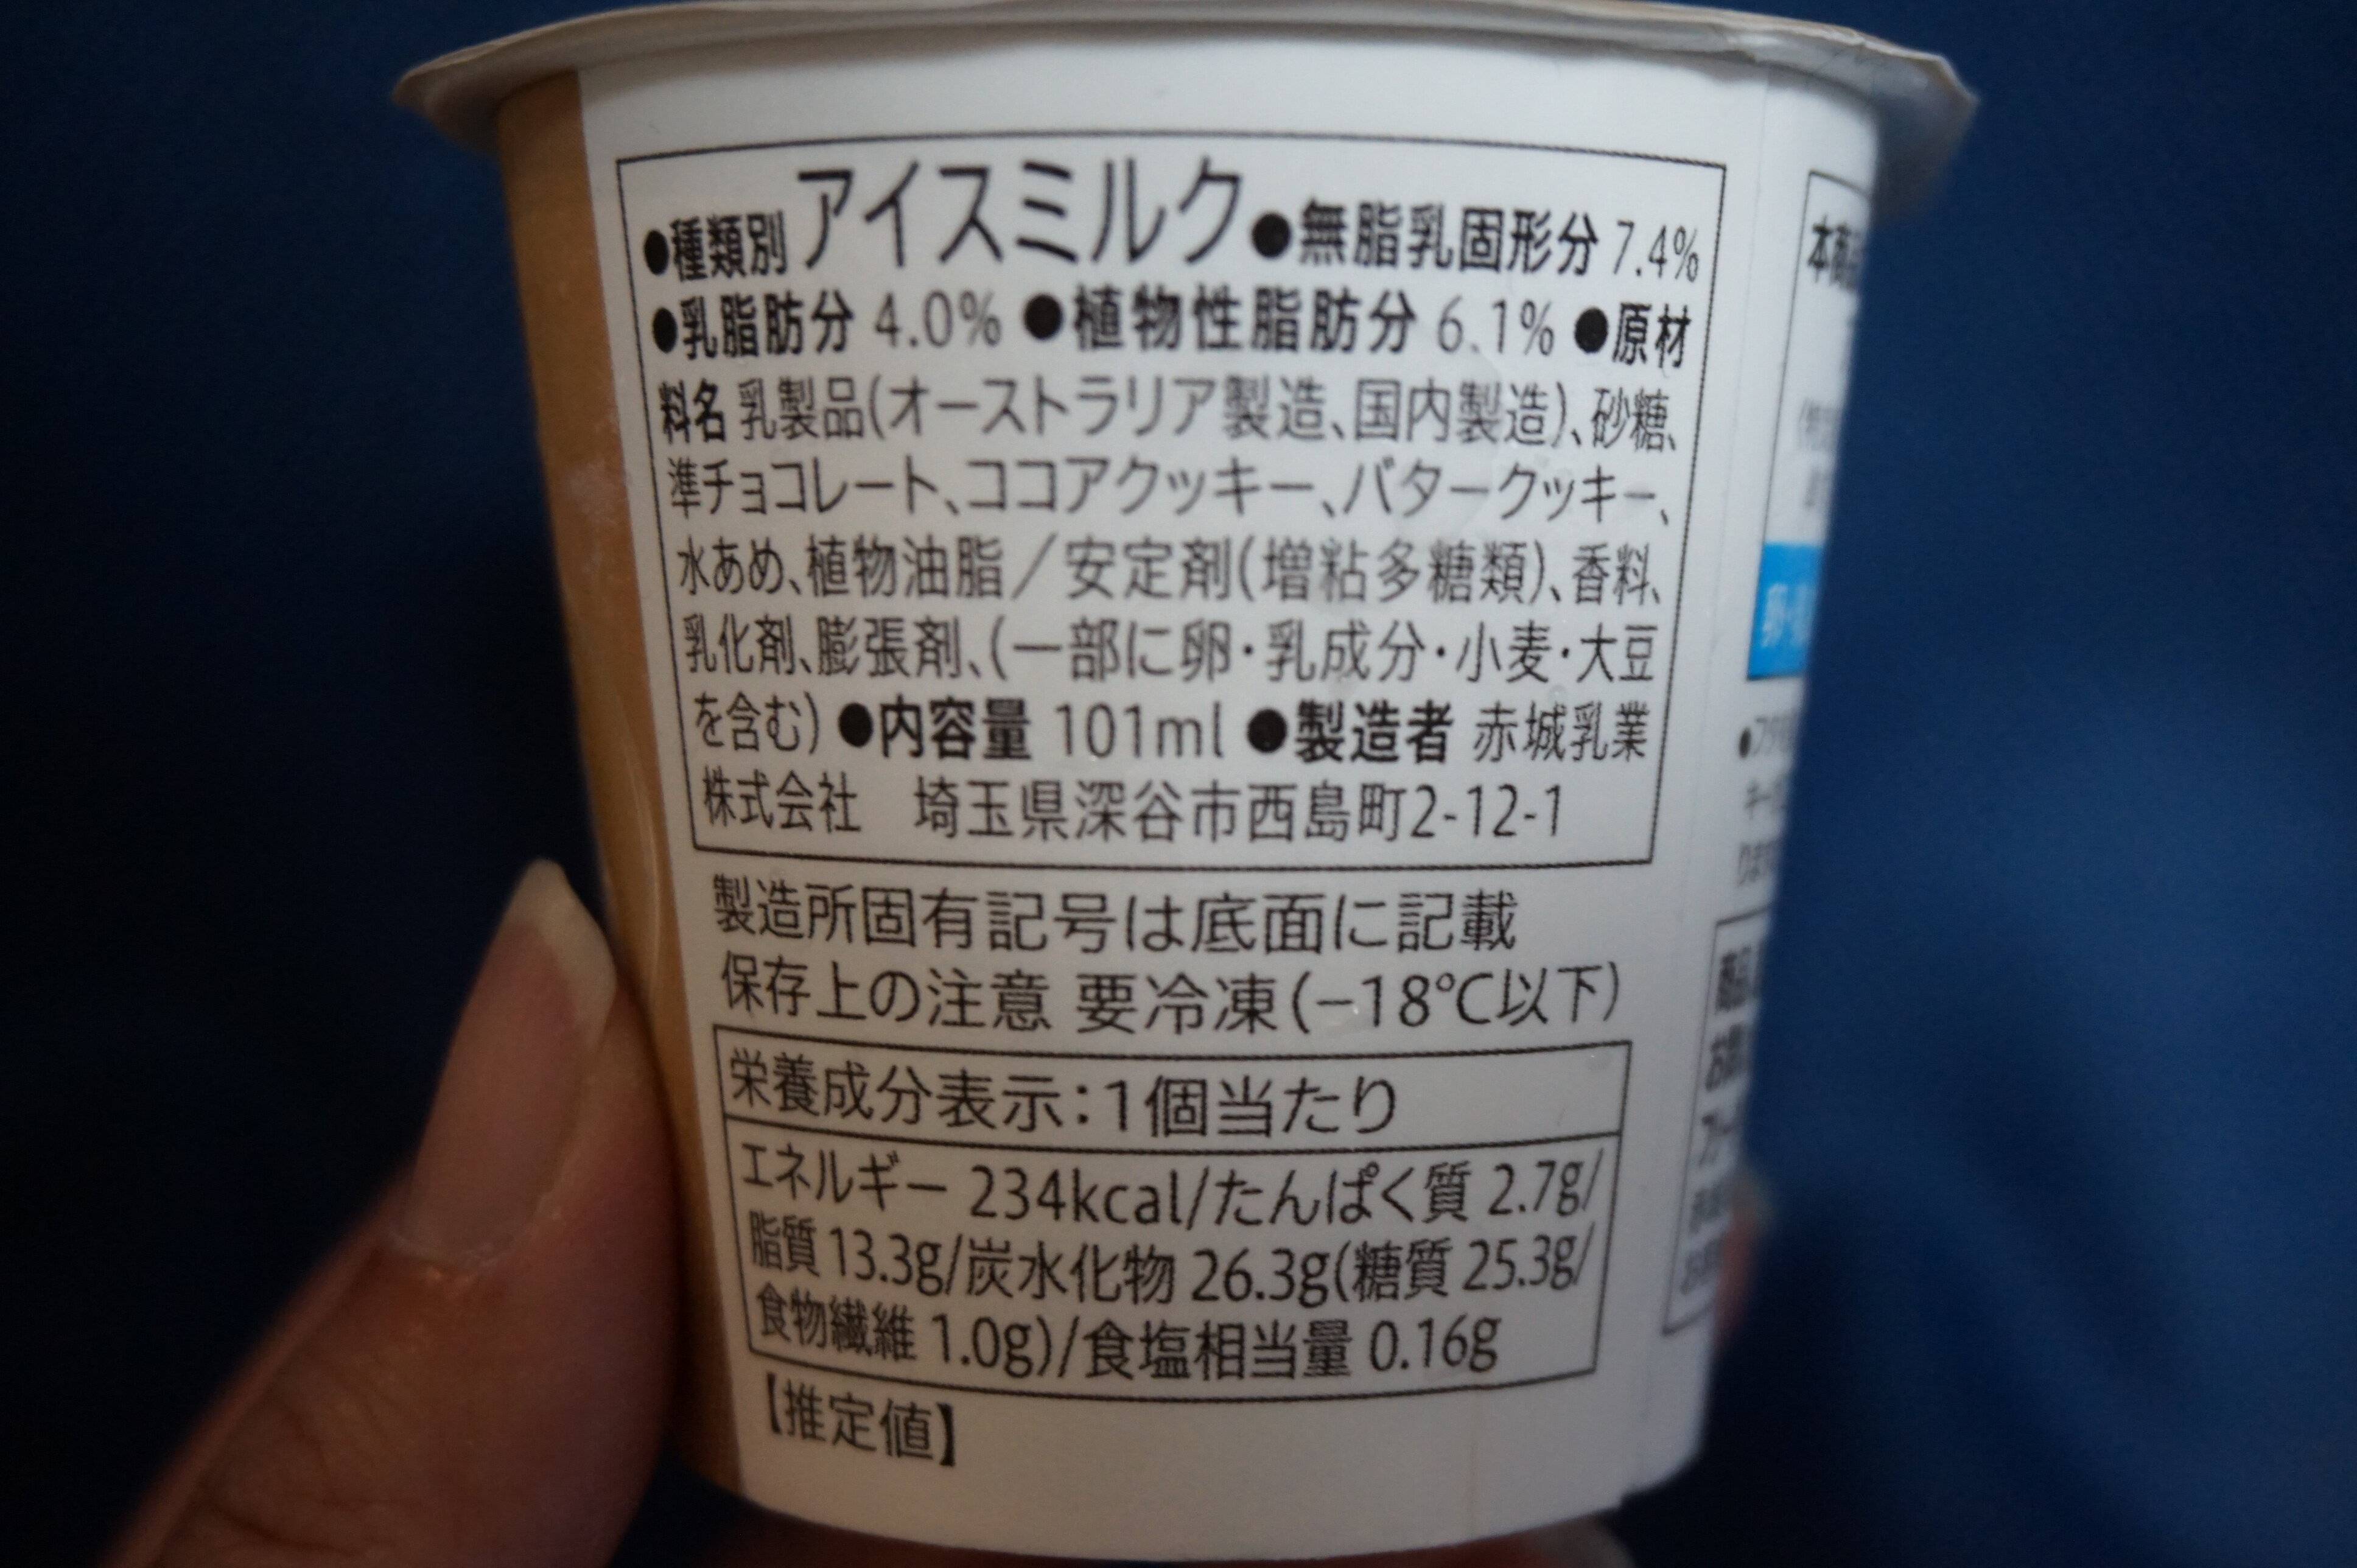 ●種類別 アイスミルク ●無脂乳固形分 7.4%
●乳脂肪分 4.0% ●植物性脂肪分 6.1% ●原材
料名 乳製品(オーストラリア製造、国内製造)、砂糖、
準チョコレート、ココアクッキー、バタークッキー、
水あめ、植物油脂／安定剤(増粘多糖類)、香料、
乳化剤、膨張剤、(一部に卵・乳成分・小麦・大豆
を含む) ●内容量 101ml ●製造者 赤城乳業
株式会社 埼玉県深谷市西島町2-12-1
製造所固有記号は底面に記載
保存上の注意 要冷凍(−18℃以下)
栄養成分表示:1個当たり
エネルギー 234kcal/たんぱく質 2.7g/
脂質 13.3g/炭水化物 26.3g(糖質 25.3g/
食物繊維 1.0g)/食塩相当量 0.16g
【推定値】